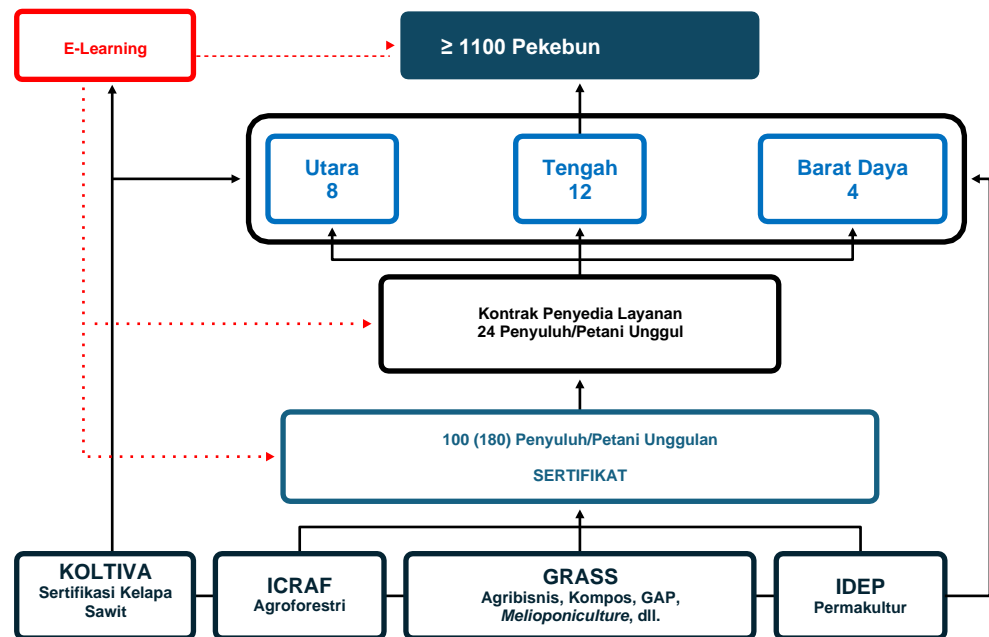 E-Learning
≥ 1100 Pekebun
Utara
8
Tengah
12
Barat Daya
4
Kontrak Penyedia Layanan
24 Penyuluh/Petani Unggul
100 (180) Penyuluh/Petani Unggulan
SERTIFIKAT
KOLTIVA
Sertifikasi Kelapa
Sawit
ICRAF
Agroforestri
GRASS
Agribisnis, Kompos, GAP,
Melioponiculture, dll.
IDEP
Permakultur